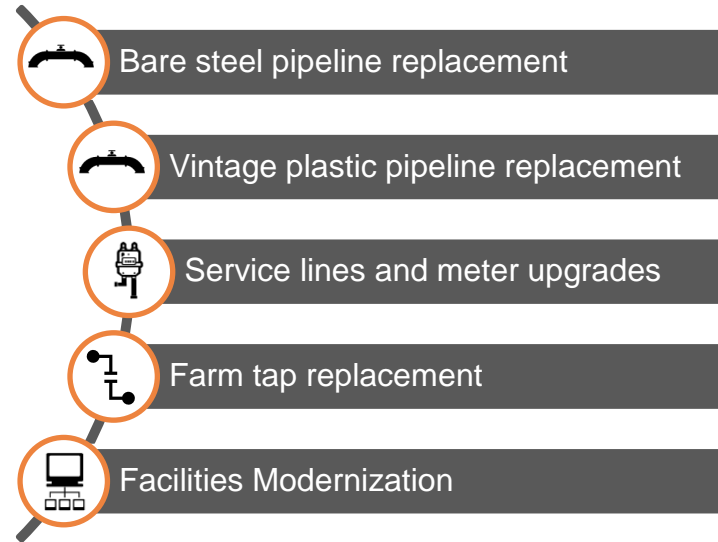 Bare steel pipeline replacement
Vintage plastic pipeline replacement
Service lines and meter upgrades
Farm tap replacement
Facilities Modernization